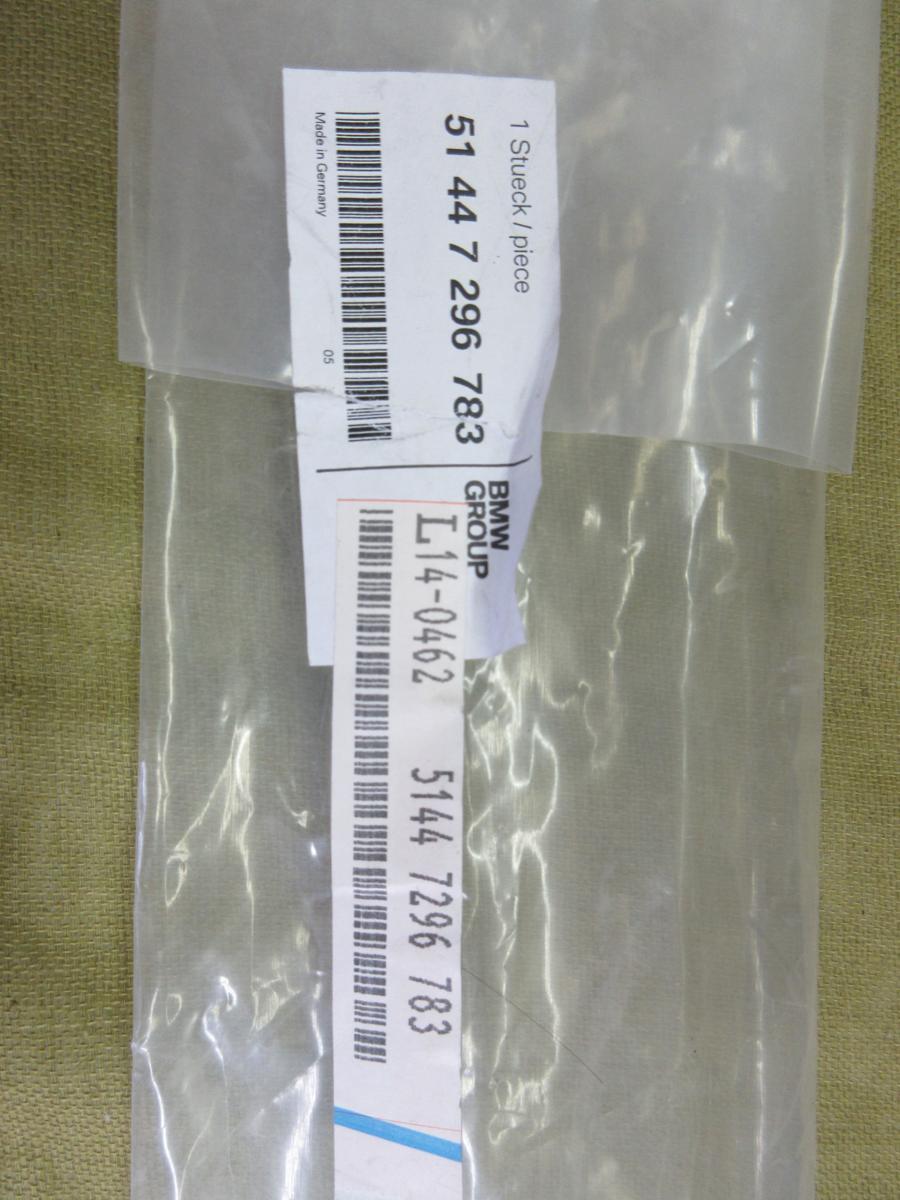 1 Stueck / piece
51 44 7 296 783
05
Made in Germany
BMW
GROUP
L14-0462 5144 7296 783